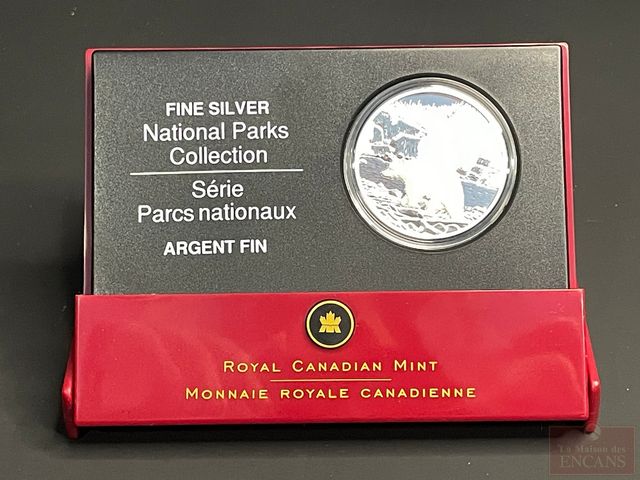 FINE SILVER
National Parks
Collection
Série
Parcs nationaux
ARGENT FIN
ROYAL CANADIAN MINT
MONNAIE ROYALE CANADIENNE
La Maison des
ENCANS